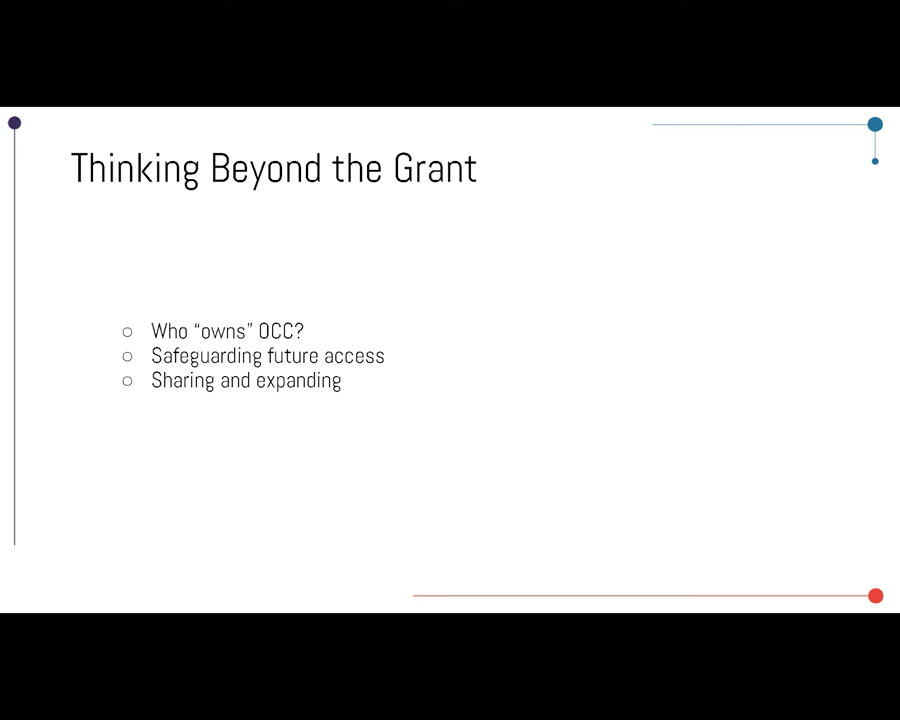 Thinking Beyond the Grant
Who “owns” OCC?
Safeguarding future access
Sharing and expanding